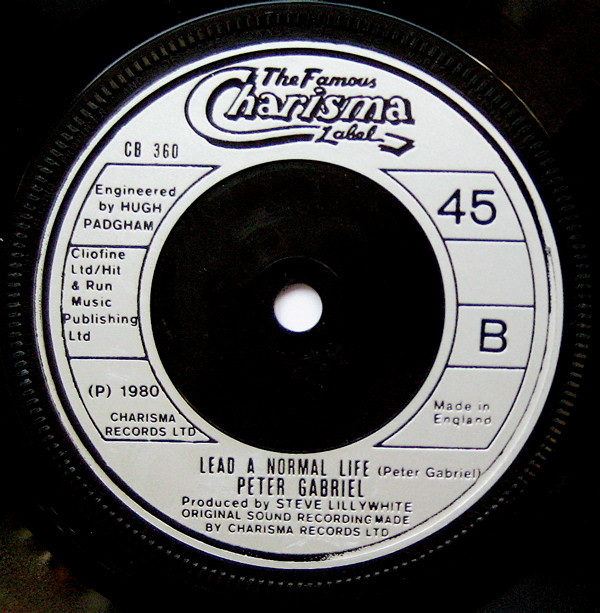 The Famous
Charisma
Label
CB 360
Engineered
by HUGH
PADGHAM
Cliofine
Ltd/Hit
& Run
Music
Publishing
Ltd
(P) 1980
CHARISMA
RECORDS LTD
45
B
Made in
England
LEAD A NORMAL LIFE (Peter Gabriel)
PETER GABRIEL
Produced by STEVE LILLYWHITE
ORIGINAL SOUND RECORDING MADE
BY CHARISMA RECORDS LTD